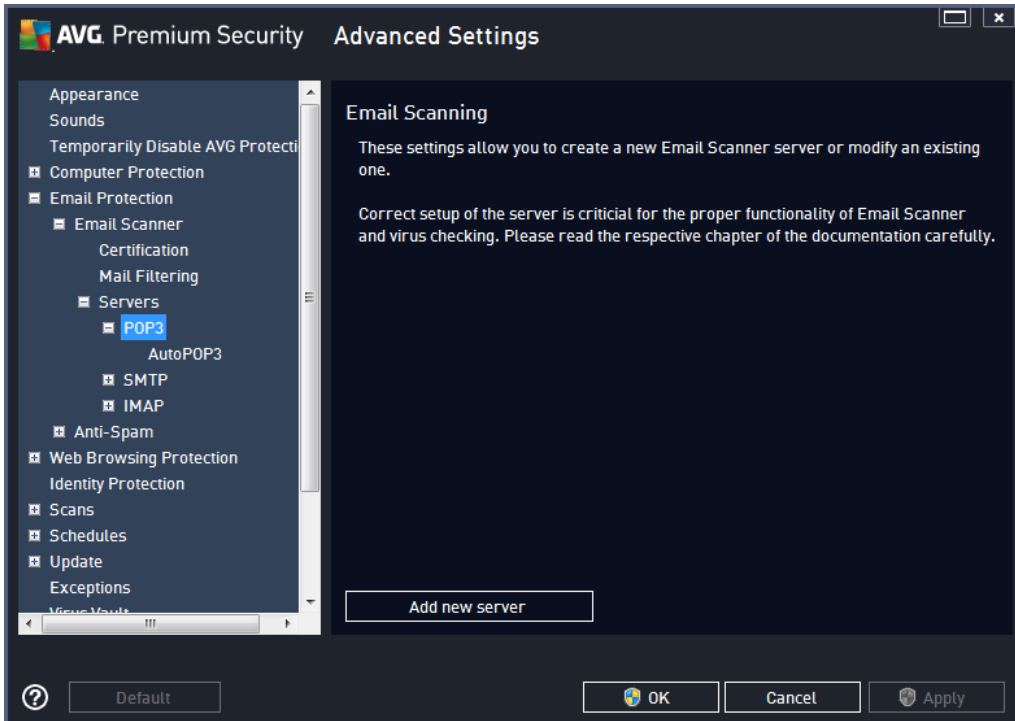 AVG. Premium Security Advanced Settings
Appearance
Sounds
Temporarily Disable AVG Protecti
Computer Protection
Email Protection
Email Scanner
Certification
Mail Filtering
Servers
POP3
AutoPOP3
SMTP
IMAP
Anti-Spam
Web Browsing Protection
Identity Protection
Scans
Schedules
Update
Exceptions
Virus Vault
Email Scanning
These settings allow you to create a new Email Scanner server or modify an existing
one.
Correct setup of the server is criticial for the proper functionality of Email Scanner
and virus checking. Please read the respective chapter of the documentation carefully.
Add new server
Default
OK
Cancel
Apply